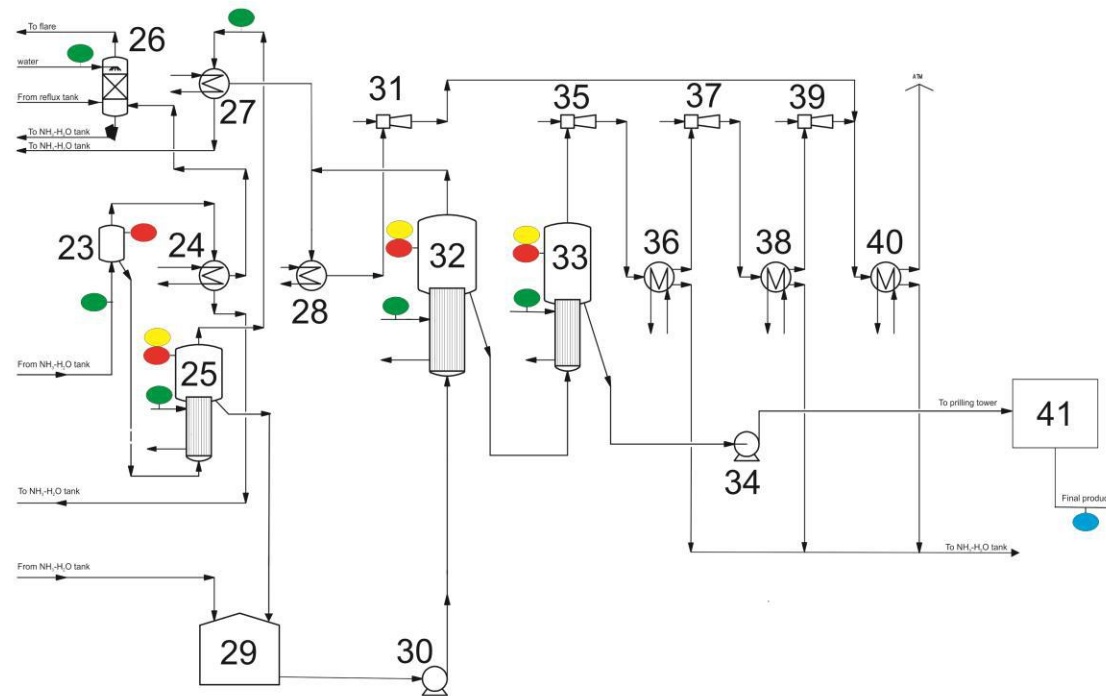 To flare
26
water
From reflux tank
To NH₃-H₂O tank
To NH₃-H₂O tank
27
31
35
37
39
ATM
23
24
28
32
33
36
38
40
From NH₃-H₂O tank
25
To prilling tower
41
34
To NH₃-H₂O tank
Final produc
From NH₃-H₂O tank
To NH₃-H₂O tank
29
30